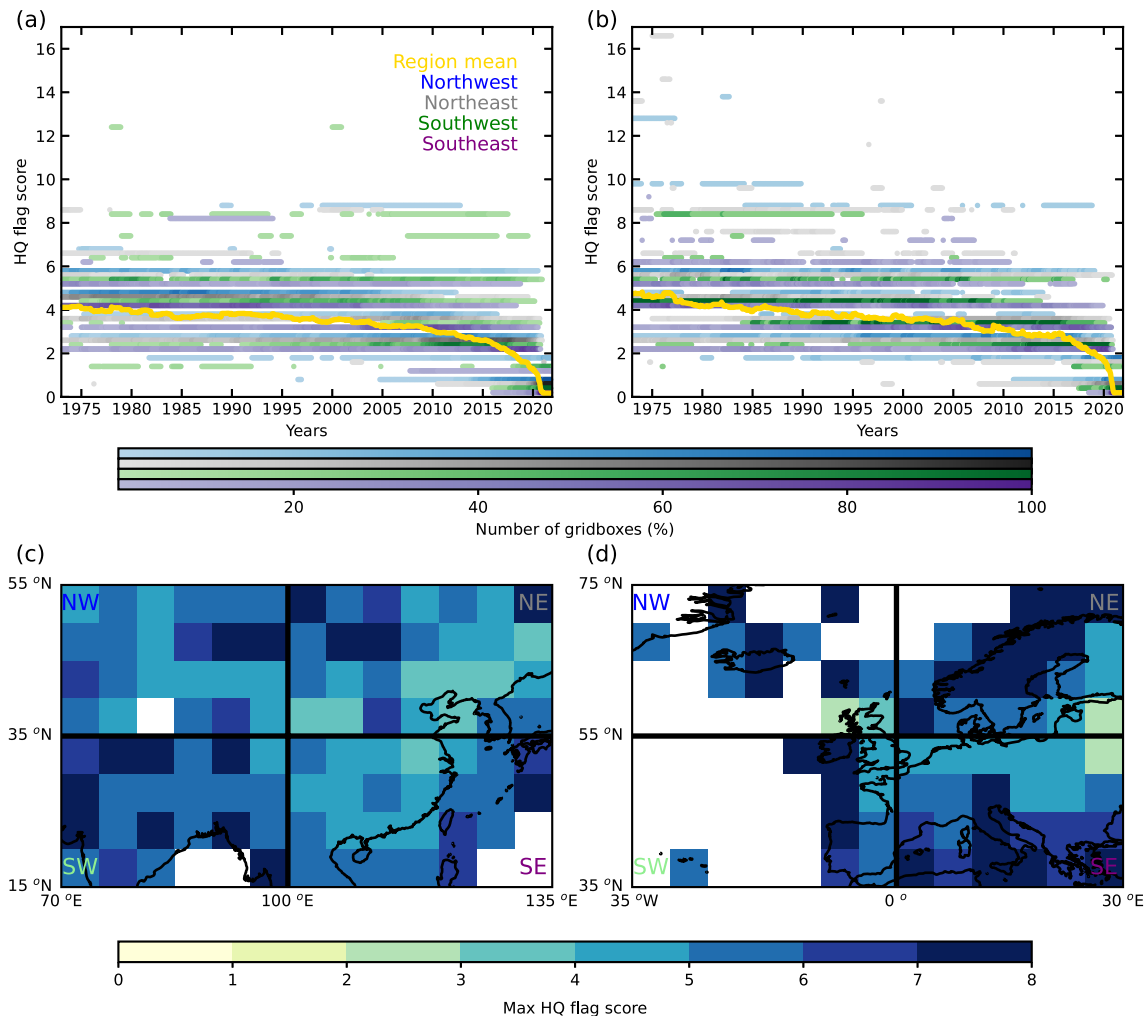 (a)
(b)
16
14
12
10
8
6
4
2
0
HQ flag score
Region mean
Northwest
Northeast
Southwest
Southeast
1975 1980 1985 1990 1995 2000 2005 2010 2015 2020
Years
16
14
12
10
8
6
4
2
0
HQ flag score
1975 1980 1985 1990 1995 2000 2005 2010 2015 2020
Years
20 40 60 80 100
Number of gridboxes (%)
(c)
(d)
55 °N
35 °N
15 °N
NW
NE
SW
SE
70 °E 100 °E 135 °E
75 °N
55 °N
35 °N
NW
NE
SW
SE
35 °W 0 ° 30 °E
0 1 2 3 4 5 6 7 8
Max HQ flag score